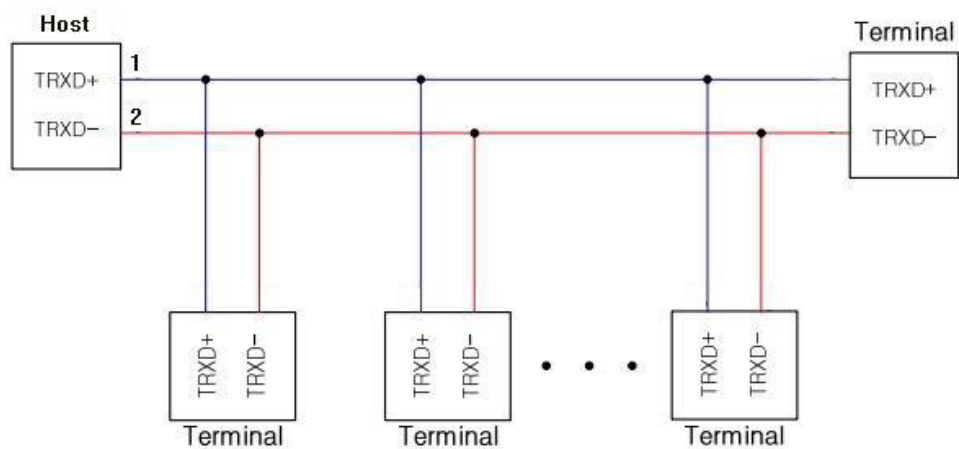 Host
Terminal
TRXD+
1
TRXD+
TRXD−
2
TRXD−
TRXD+
TRXD−
TRXD+
TRXD−
TRXD+
TRXD−
Terminal
Terminal
Terminal